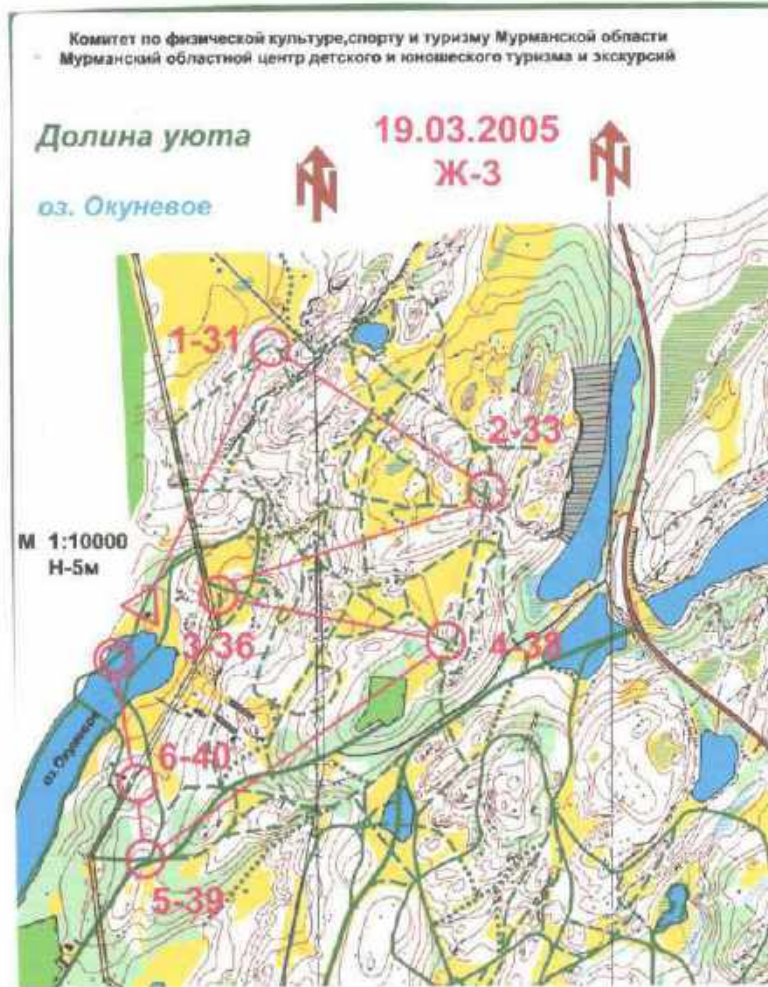 Комитет по физической культуре,спорту и туризму Мурманской области
Мурманский областной центр детского и юношеского туризма и экскурсий
Долина уюта
19.03.2005
Ж-3
оз. Окуневое
N
N
1-31
2-33
М 1:10000
Н-5м
3-36
4-38
оз. Окуневое
6-40
5-39